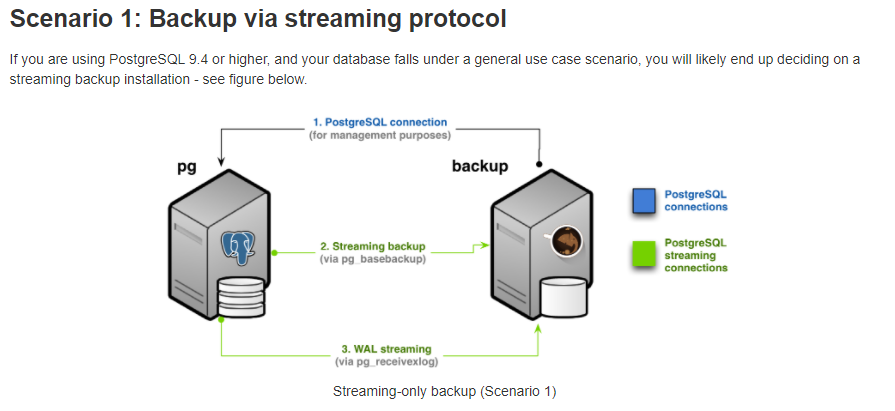 Scenario 1: Backup via streaming protocol
If you are using PostgreSQL 9.4 or higher, and your database falls under a general use case scenario, you will likely end up deciding on a
streaming backup installation - see figure below.
1. PostgreSQL connection
(for management purposes)
pg
backup
PostgreSQL
connections
2. Streaming backup
(via pg_basebackup)
PostgreSQL
streaming
connections
3. WAL streaming
(via pg_receivexlog)
Streaming-only backup (Scenario 1)